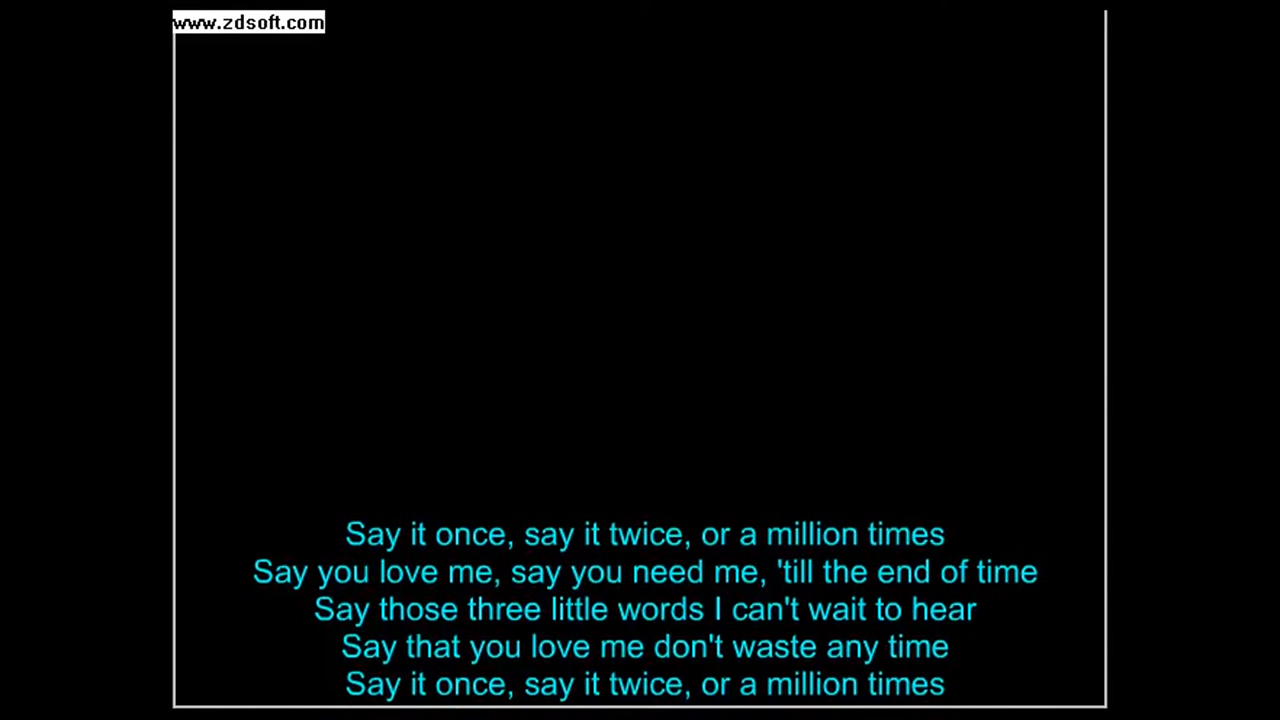 www.zdsoft.com
Say it once, say it twice, or a million times
Say you love me, say you need me, 'till the end of time
Say those three little words I can't wait to hear
Say that you love me don't waste any time
Say it once, say it twice, or a million times